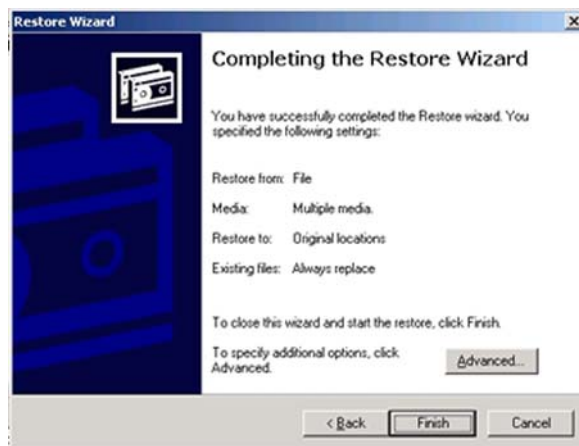 Restore Wizard
Completing the Restore Wizard
You have successfully completed the Restore wizard. You
specified the following settings:
Restore from: File
Media: Multiple media.
Restore to: Original locations
Existing files: Always replace
To close this wizard and start the restore, click Finish.
To specify additional options, click
Advanced.
Advanced...
< Back Finish Cancel